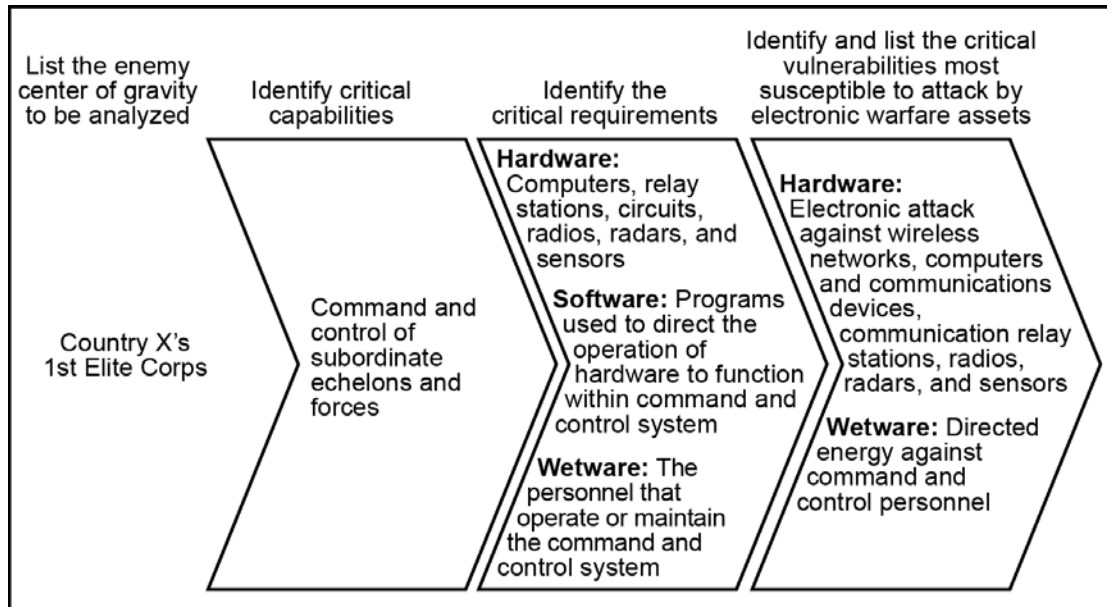 List the enemy
center of gravity
to be analyzed
Identify critical
capabilities
Identify the
critical requirements
Identify and list the critical
vulnerabilities most
susceptible to attack by
electronic warfare assets
Country X’s
1st Elite Corps
Command and
control of
subordinate
echelons and
forces
Hardware:
Computers, relay
stations, circuits,
radios, radars, and
sensors
Software: Programs
used to direct the
operation of
hardware to function
within command and
control system
Wetware: The
personnel that
operate or maintain
the command and
control system
Hardware:
Electronic attack
against wireless
networks, computers
and communications
devices,
communication relay
stations, radios,
radars, and sensors
Wetware: Directed
energy against
command and
control personnel